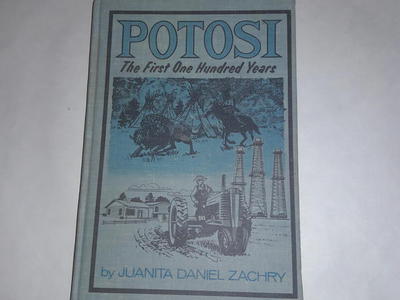 POTOSI
The First One Hundred Years
by JUANITA DANIEL ZACHRY